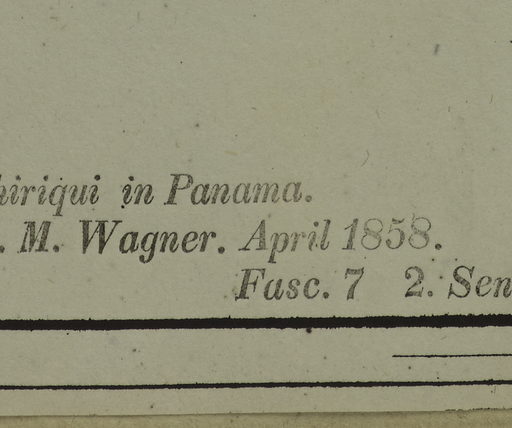 hiriqui in Panama.
. M. Wagner. April 1858.
Fasc. 7 2. Sen